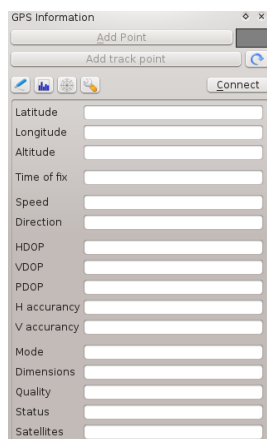 GPS Information
Add Point
Add track point
Connect
Latitude
Longitude
Altitude
Time of fix
Speed
Direction
HDOP
VDOP
PDOP
H accurancy
V accurancy
Mode
Dimensions
Quality
Status
Satellites